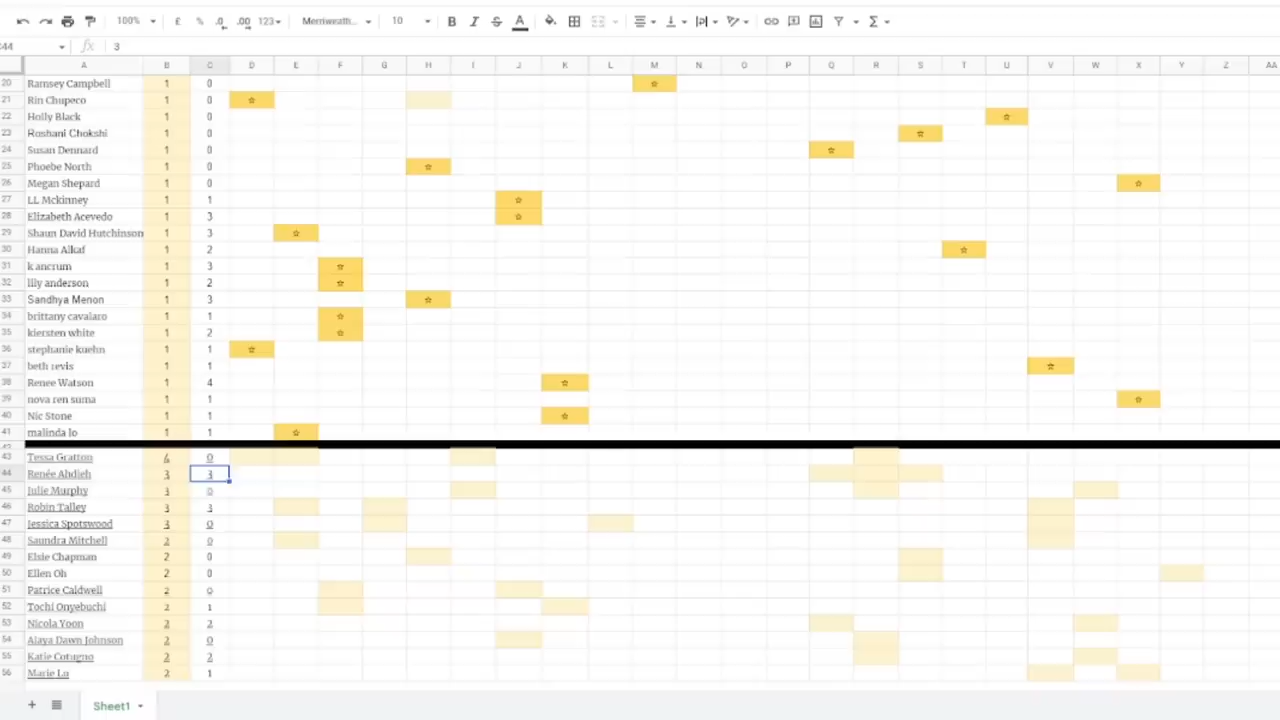 100% £ % .0 .00 123 Merriweath... 10 B I S A Σ
C44 fx 3
A B C D E F G H I J K L M N O P Q R S T U V W X Y Z AA
20 Ramsey Campbell 1 0 ☆
21 Rin Chupeco 1 0 ☆
22 Holly Black 1 0 ☆
23 Roshani Chokshi 1 0 ☆
24 Susan Dennard 1 0 ☆
25 Phoebe North 1 0 ☆
26 Megan Shepard 1 0 ☆
27 LL Mckinney 1 1 ☆
28 Elizabeth Acevedo 1 3 ☆
29 Shaun David Hutchinson 1 3 ☆
30 Hanna Alkaf 1 2 ☆
31 k ancrum 1 3 ☆
32 lily anderson 1 2 ☆
33 Sandhya Menon 1 3 ☆
34 brittany cavalaro 1 1 ☆
35 kiersten white 1 2 ☆
36 stephanie kuehn 1 1 ☆
37 beth revis 1 1 ☆
38 Renee Watson 1 4 ☆
39 nova ren suma 1 1 ☆
40 Nic Stone 1 1 ☆
41 malinda lo 1 1 ☆
43 Tessa Gratton 4 0
44 Renée Ahdieh 3 3
45 Julie Murphy 3 0
46 Robin Talley 3 3
47 Jessica Spotswood 3 0
48 Saundra Mitchell 2 0
49 Elsie Chapman 2 0
50 Ellen Oh 2 0
51 Patrice Caldwell 2 0
52 Tochi Onyebuchi 2 1
53 Nicola Yoon 2 2
54 Alaya Dawn Johnson 2 0
55 Katie Cotugno 2 2
56 Marie Lu 2 1
+ Sheet1